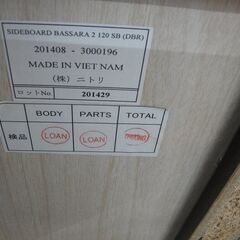 SIDEBOARD BASSARA 2 120 SB (DBR)
201408 - 3000196
MADE IN VIET NAM
(株) ニトリ
ロットNo. 201429
BODY PARTS TOTAL
検品 LOAN LOAN